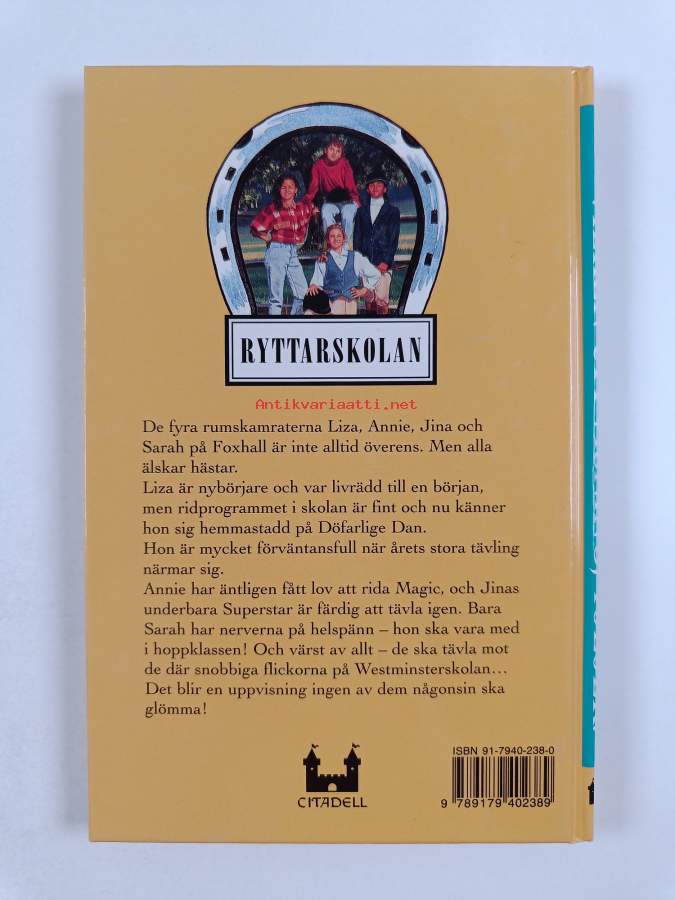 RYTTARSKOLAN
Antikvariaatti.net
De fyra rumskamraterna Liza, Annie, Jina och
Sarah på Foxhall är inte alltid överens. Men alla
älskar hästar.
Liza är nybörjare och var livrädd till en början,
men ridprogrammet i skolan är fint och nu känner
hon sig hemmastadd på Döfarlige Dan.
Hon är mycket förväntansfull när årets stora tävling
närmar sig.
Annie har äntligen fått lov att rida Magic, och Jinas
underbara Superstar är färdig att tävla igen. Bara
Sarah har nerverna på helspänn – hon ska vara med
i hoppklassen! Och värst av allt – de ska tävla mot
de där snobbiga flickorna på Westminsterskolan…
Det blir en uppvisning ingen av dem någonsin ska
glömma!
CITADELL
ISBN 91-7940-238-0
9 789179 402389